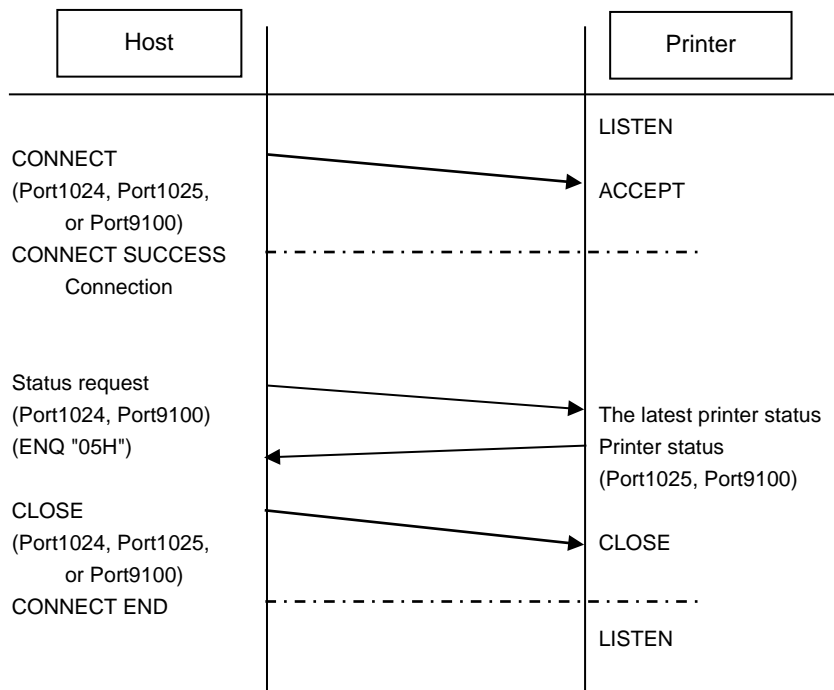 Host
Printer
LISTEN
CONNECT
(Port1024, Port1025,
or Port9100)
ACCEPT
CONNECT SUCCESS
Connection
Status request
(Port1024, Port9100)
(ENQ "05H")
The latest printer status
Printer status
(Port1025, Port9100)
CLOSE
(Port1024, Port1025,
or Port9100)
CLOSE
CONNECT END
LISTEN